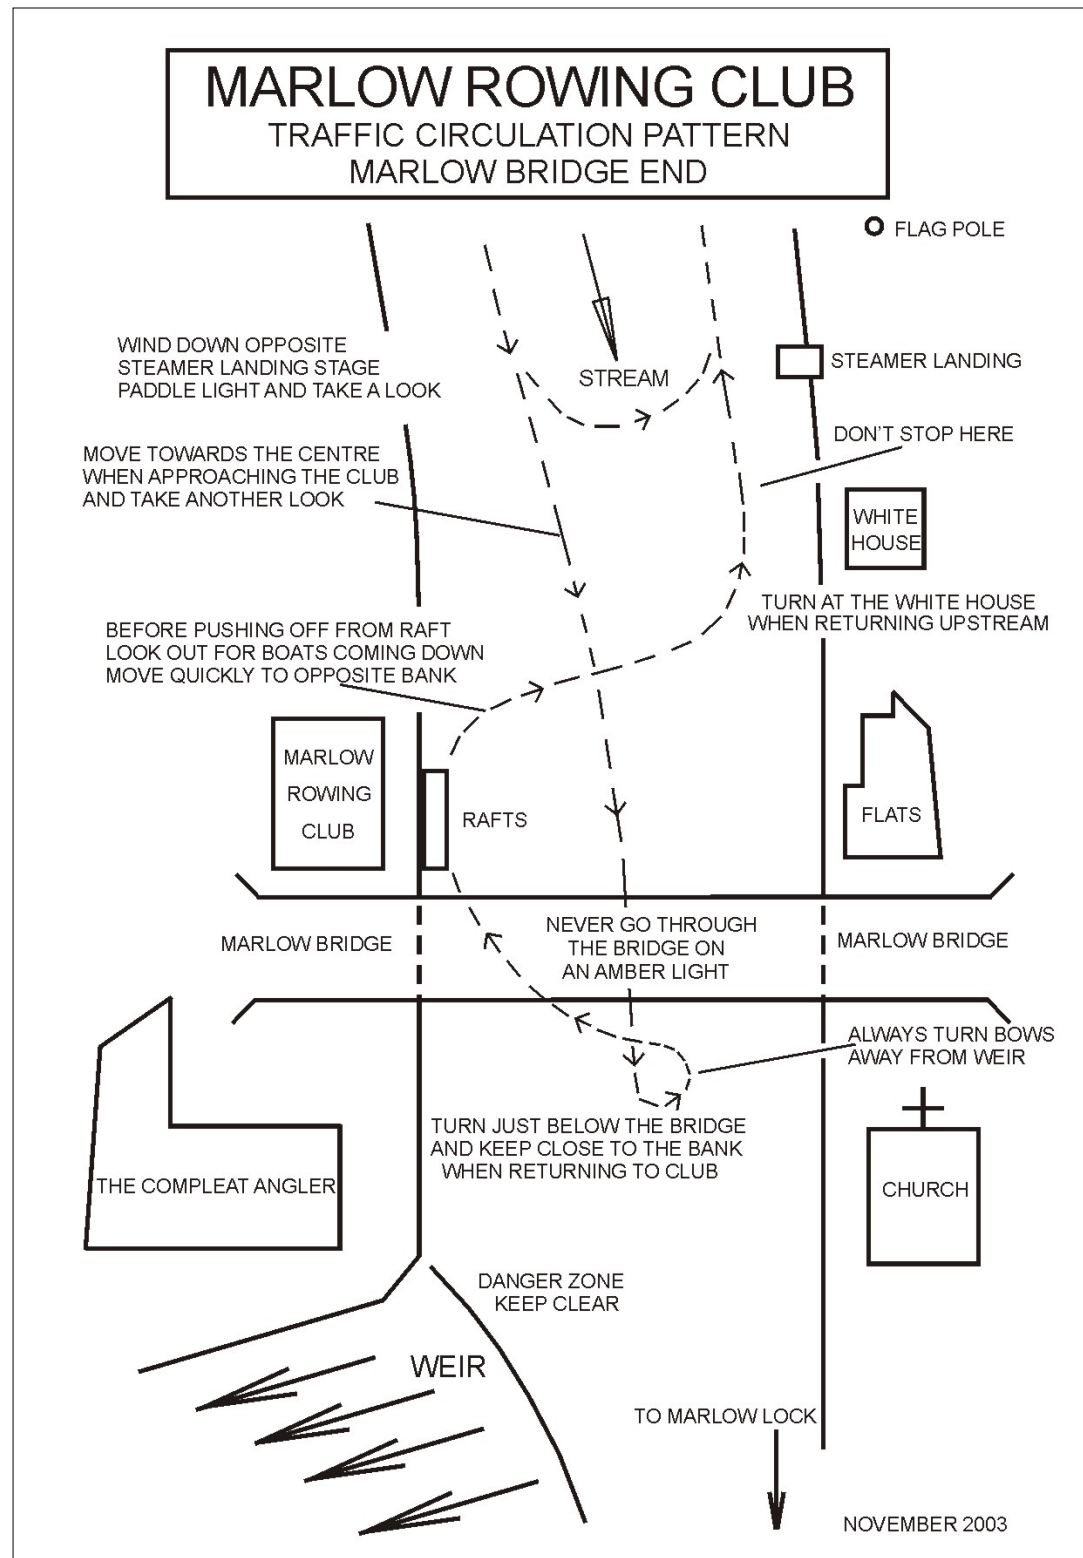 MARLOW ROWING CLUB
TRAFFIC CIRCULATION PATTERN
MARLOW BRIDGE END
FLAG POLE
WIND DOWN OPPOSITE
STEAMER LANDING STAGE
PADDLE LIGHT AND TAKE A LOOK
STREAM
STEAMER LANDING
MOVE TOWARDS THE CENTRE
WHEN APPROACHING THE CLUB
AND TAKE ANOTHER LOOK
DON'T STOP HERE
WHITE
HOUSE
TURN AT THE WHITE HOUSE
WHEN RETURNING UPSTREAM
BEFORE PUSHING OFF FROM RAFT
LOOK OUT FOR BOATS COMING DOWN
MOVE QUICKLY TO OPPOSITE BANK
MARLOW
ROWING
CLUB
RAFTS
FLATS
MARLOW BRIDGE
NEVER GO THROUGH
THE BRIDGE ON
AN AMBER LIGHT
MARLOW BRIDGE
ALWAYS TURN BOWS
AWAY FROM WEIR
TURN JUST BELOW THE BRIDGE
AND KEEP CLOSE TO THE BANK
WHEN RETURNING TO CLUB
THE COMPLEAT ANGLER
CHURCH
DANGER ZONE
KEEP CLEAR
WEIR
TO MARLOW LOCK
NOVEMBER 2003